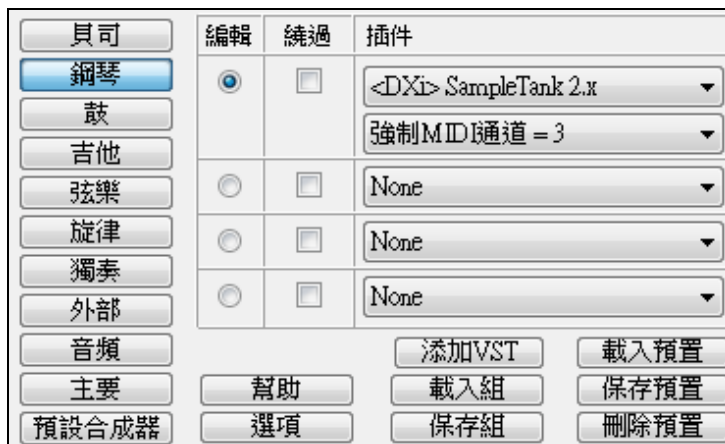 貝司
鋼琴
鼓
吉他
弦樂
旋律
獨奏
外部
音頻
主要
預設合成器
編輯 繞過 插件
<DXi> SampleTank 2.x
強制MIDI通道 = 3
None
None
None
添加VST 載入預置
幫助 載入組 保存預置
選項 保存組 刪除預置